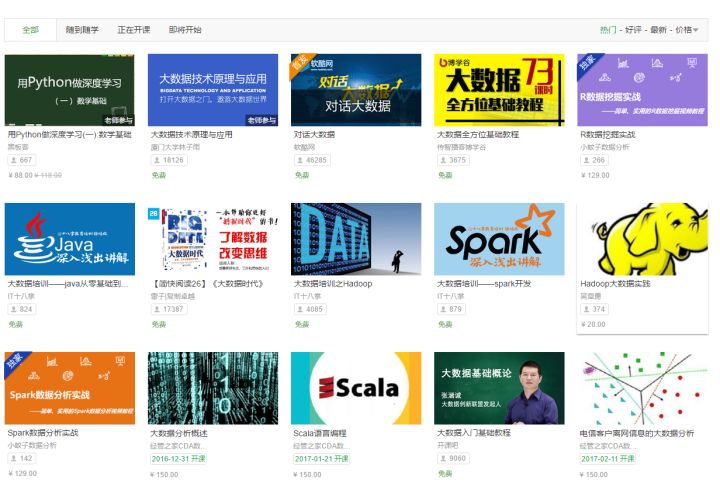 全部 随到随学 正在开课 即将开始 热门 - 好评 - 最新 - 价格
用Python做深度学习
（一）数学基础
老师参与
用Python做深度学习(一):数学基础
黑板客
667
¥ 88.00 ¥ 118.00
大数据技术原理与应用
BIGDATA TECHNOLOGY AND APPLICATION
打开大数据之门，遨游大数据世界
老师参与
大数据技术原理与应用
厦门大学林子雨
18126
免费
首发
软酷网
对话
大数据
对话大数据
对话大数据
软酷网
46285
免费
博学谷
大数据73
课时
全方位基础教程
大数据全方位基础教程
传智播客博学谷
3675
免费
独家
R数据挖掘实战
——简单、实用的R数据挖掘视频教程
R数据挖掘实战
小蚊子数据分析
266
¥ 129.00
Java
深入浅出讲解
大数据培训——java从零基础到...
IT十八掌
824
免费
26
一本帮助你更好
"数据时代"的书！
BIG
DATA
大数据时代
了解数据
改变思维
【简快阅读26】《大数据时代》
雪子|复制卓越
17387
免费
DATA
大数据培训之Hadoop
IT十八掌
4085
免费
Spark
深入浅出讲解
大数据培训——spark开发
IT十八掌
879
免费
Hadoop大数据实践
374
¥ 20.00
独家
Spark数据分析实战
——简单、实用的Spark数据分析视频教程
Spark数据分析实战
小蚊子数据分析
142
¥ 129.00
大数据分析概述
经管之家CDA数...
2016-12-31 开课
¥ 150.00
Scala
Scala语言编程
经管之家CDA数...
2017-01-21 开课
¥ 150.00
大数据基础概论
张涵诚
大数据创新联盟发起人
大数据入门基础教程
开课吧
9060
免费
电信客户离网信息的大数据分析
经管之家CDA数...
2017-02-11 开课
¥ 150.00